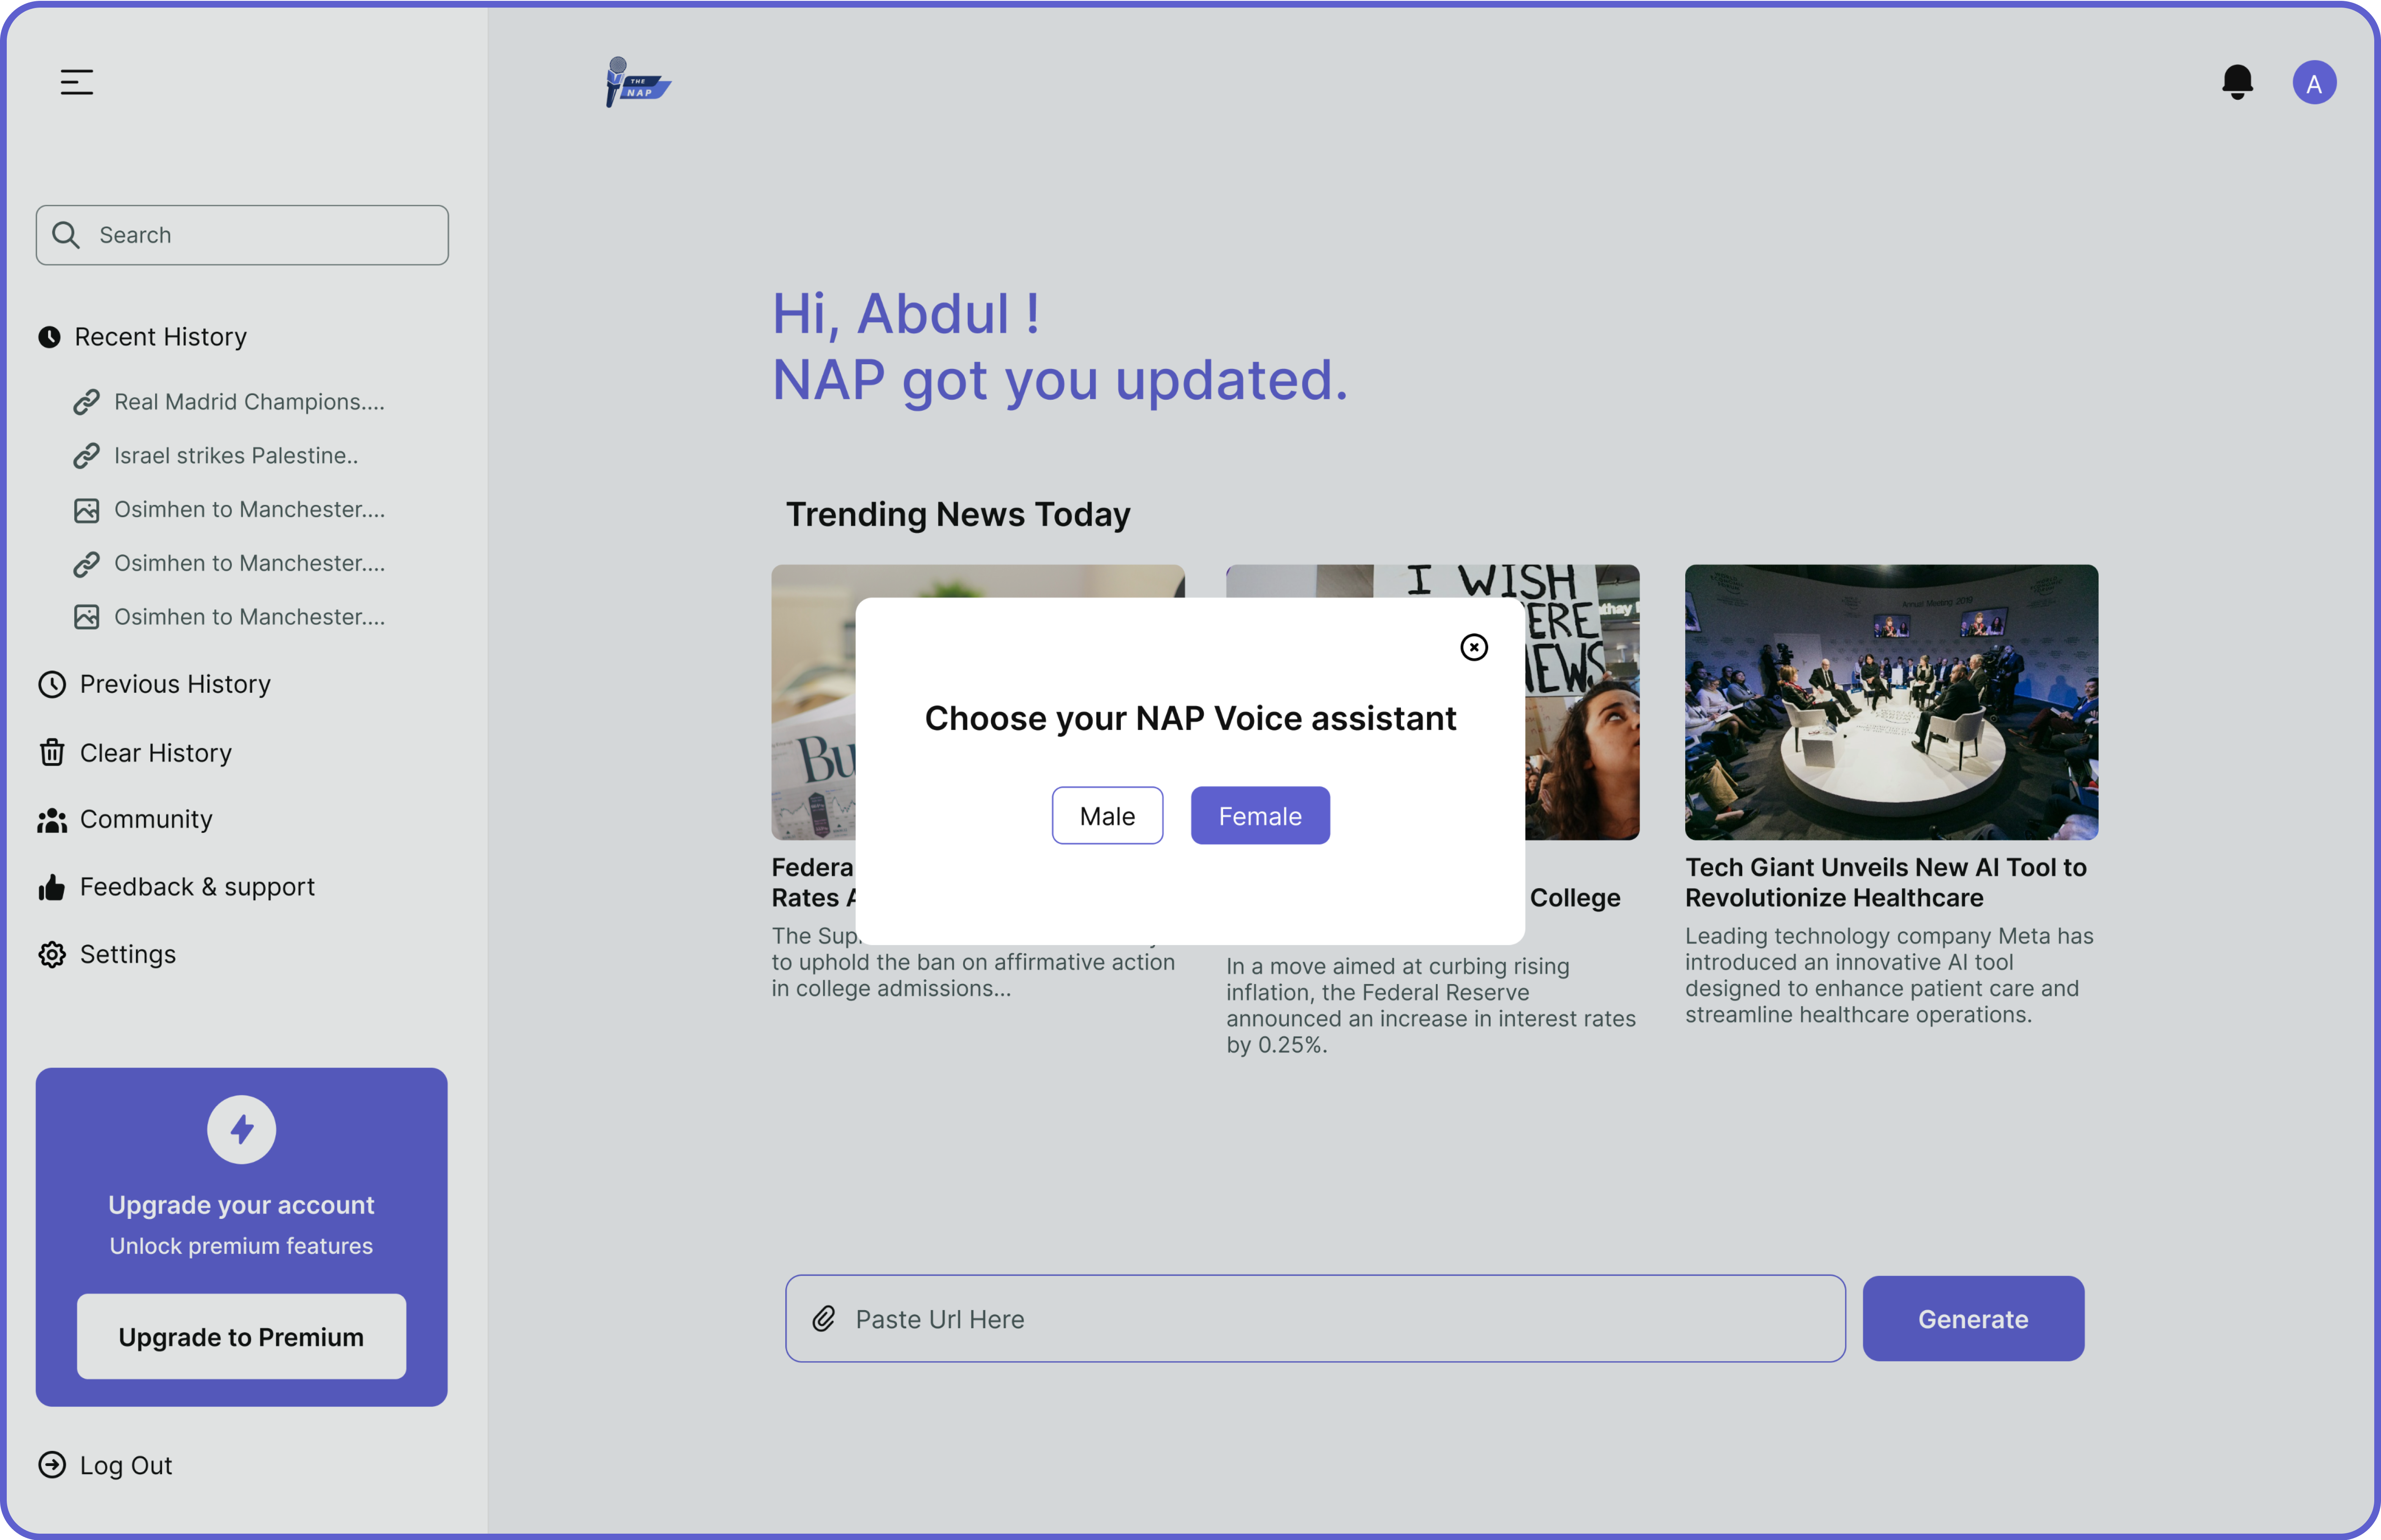 THE
NAP
A
Search
Recent History
Real Madrid Champions....
Israel strikes Palestine..
Osimhen to Manchester....
Osimhen to Manchester....
Osimhen to Manchester....
Previous History
Clear History
Community
Feedback & support
Settings
Upgrade your account
Unlock premium features
Upgrade to Premium
Log Out
Hi, Abdul !
NAP got you updated.
Trending News Today
I WISH
ERE
Annual Meeting 2019
Choose your NAP Voice assistant
Male
Female
Rates
The
to uphold the ban on affirmative action
in college admissions...
College
In a move aimed at curbing rising
inflation, the Federal Reserve
announced an increase in interest rates
by 0.25%.
Tech Giant Unveils New AI Tool to
Revolutionize Healthcare
Leading technology company Meta has
introduced an innovative AI tool
designed to enhance patient care and
streamline healthcare operations.
Paste Url Here
Generate